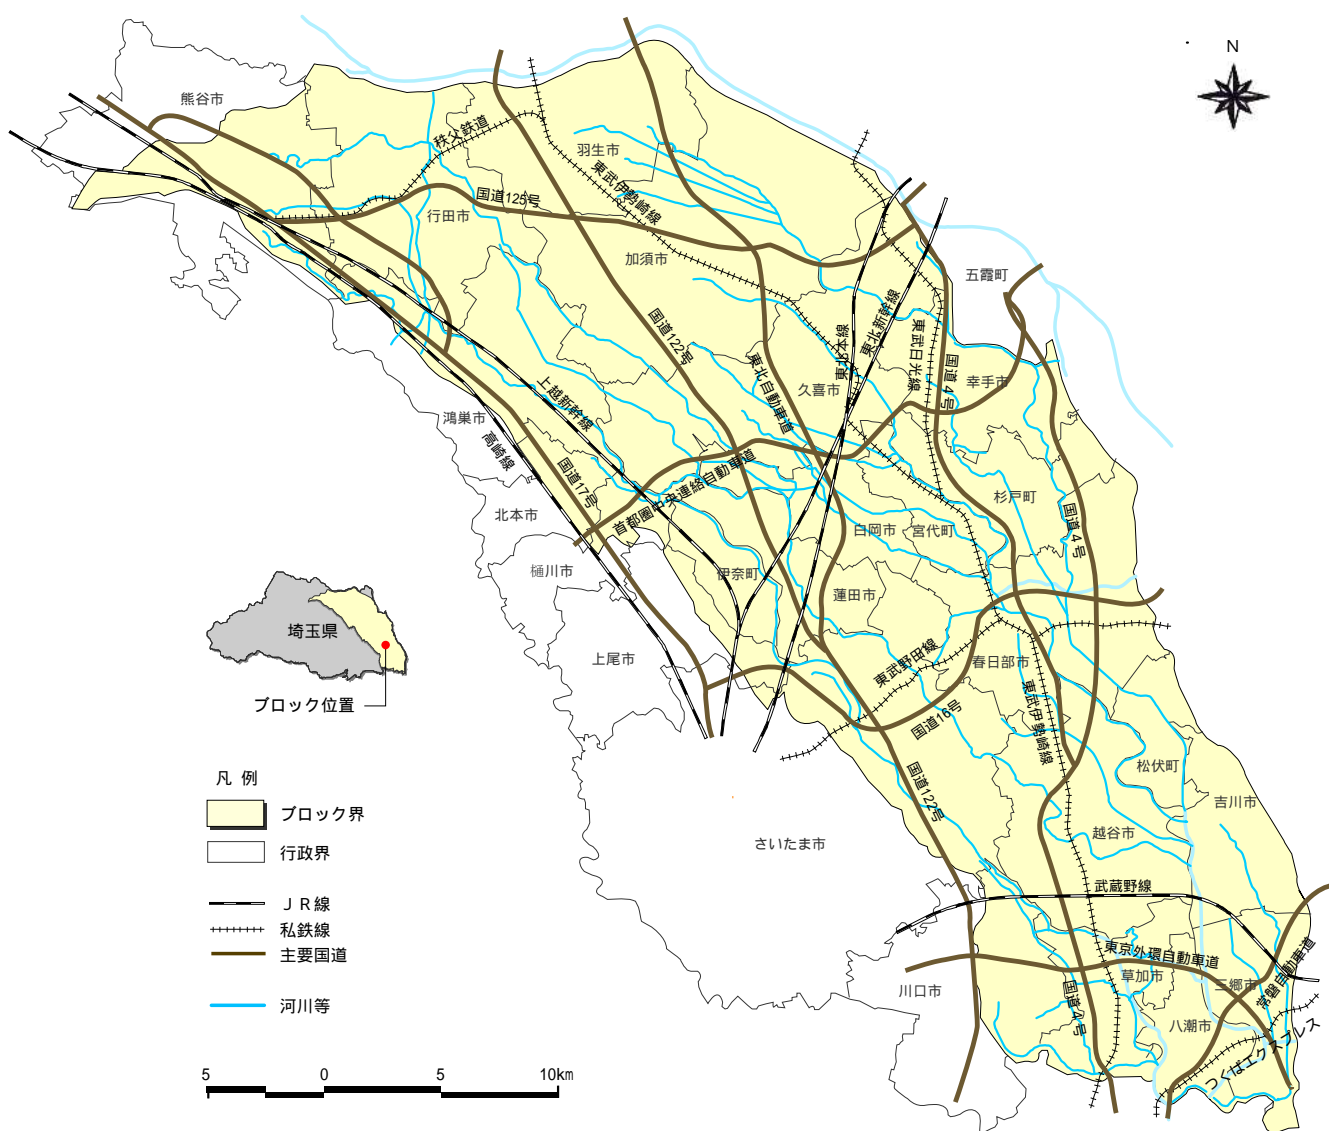 N
熊谷市
秩父鉄道
羽生市
東武伊勢崎線
国道125号
行田市
加須市
五霞町
国道122号
東北自動車道
東北本線
東北新幹線
東武日光線
国道4号
幸手市
久喜市
上越新幹線
鴻巣市
高崎線
国道17号
首都圏中央連絡自動車道
北本市
杉戸町
国道4号
白岡市
宮代町
樋川市
伊奈町
蓮田市
埼玉県
上尾市
東武野田線
春日部市
ブロック位置
国道16号
東武伊勢崎線
松伏町
凡 例
国道122号
吉川市
ブロック界
越谷市
さいたま市
行政界
武蔵野線
JR線
私鉄線
主要国道
東京外環自動車道
草加市
三郷市
常磐自動車道
川口市
国道4号
河川等
八潮市
つくばエクスプレス
5 0 5 10km